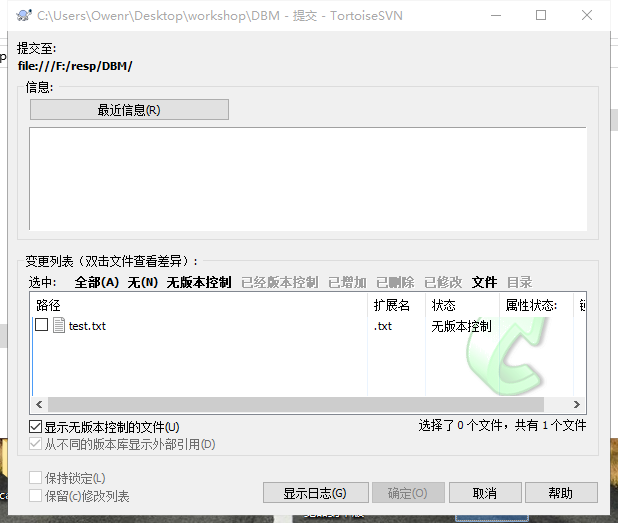 C:\Users\Owenr\Desktop\workshop\DBM - 提交 - TortoiseSVN
提交至:
file:///F:/resp/DBM/
信息:
最近信息(R)
变更列表（双击文件查看差异）:
选中: 全部(A) 无(N) 无版本控制 已经版本控制 已增加 已删除 已修改 文件 目录
路径 扩展名 状态 属性状态:
test.txt .txt 无版本控制
显示无版本控制的文件(U) 选择了 0 个文件，共有 1 个文件
从不同的版本库显示外部引用(D)
保持锁定(L)
保留(c)修改列表
显示日志(G) 确定(O) 取消 帮助